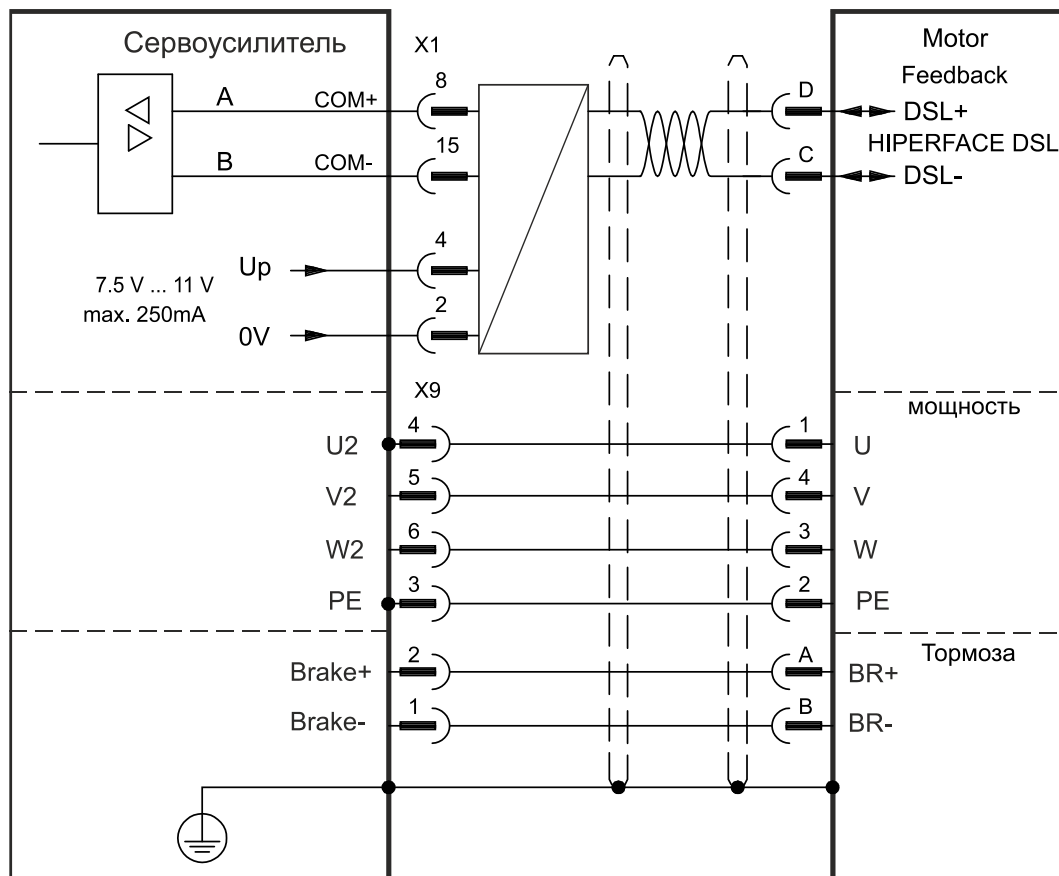 Сервоусилитель
X1
Motor
Feedback
A
COM+
8
D
DSL+
HIPERFACE DSL
B
COM-
15
C
DSL-
Up
4
7.5 V ... 11 V
max. 250mA
0V
2
X9
мощность
U2
4
1
U
V2
5
4
V
W2
6
3
W
PE
3
2
PE
Тормоза
Brake+
2
A
BR+
Brake-
1
B
BR-